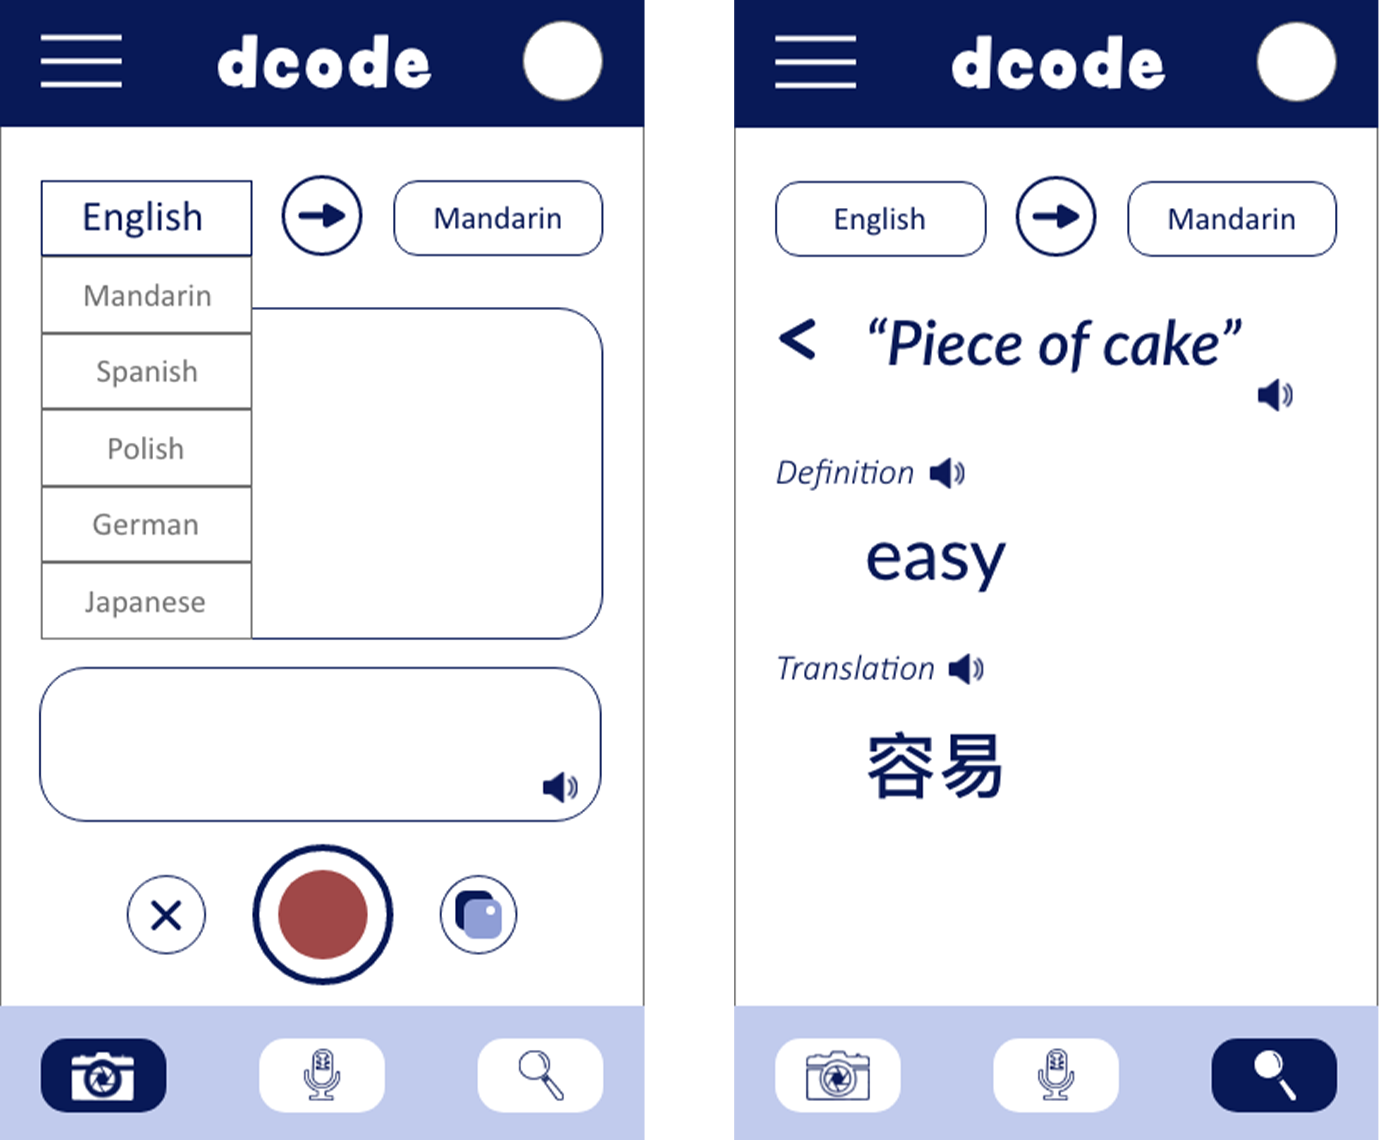 dcode
English
Mandarin
Mandarin
Spanish
Polish
German
Japanese
dcode
English
Mandarin
“Piece of cake”
Definition
easy
Translation
容易